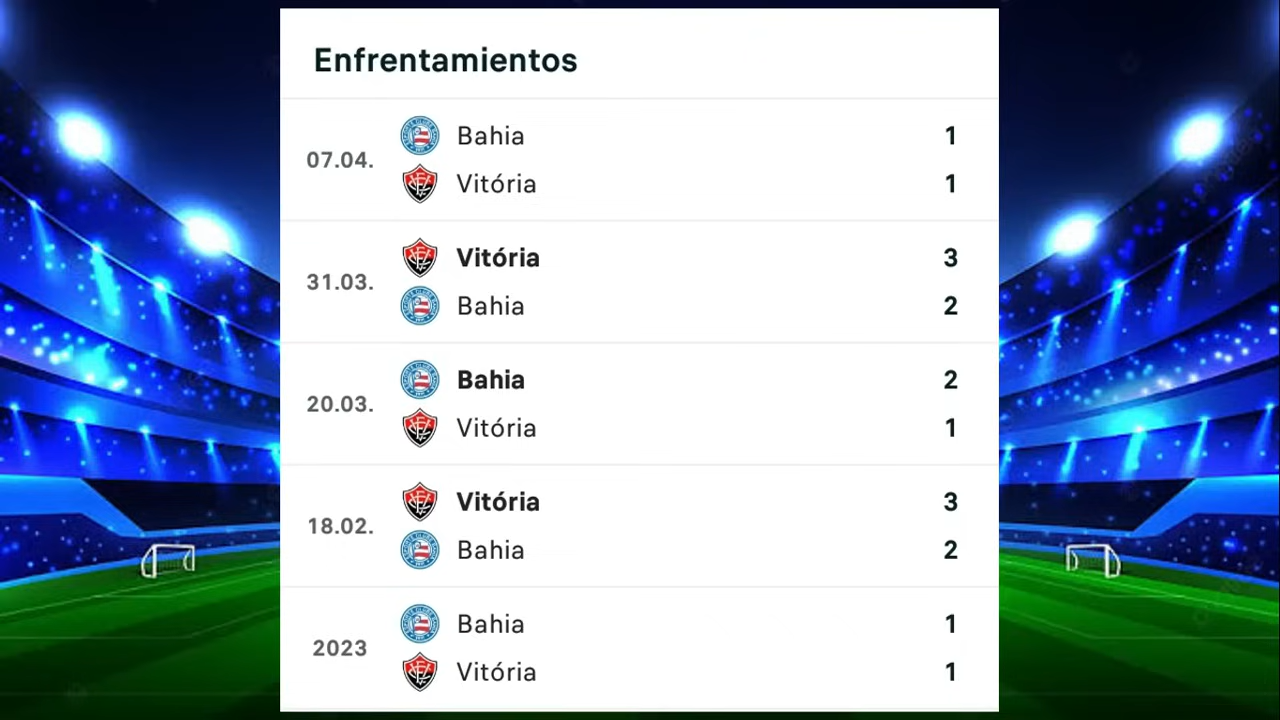 Enfrentamientos
07.04.
Bahia 1
Vitória 1
31.03.
Vitória 3
Bahia 2
20.03.
Bahia 2
Vitória 1
18.02.
Vitória 3
Bahia 2
2023
Bahia 1
Vitória 1